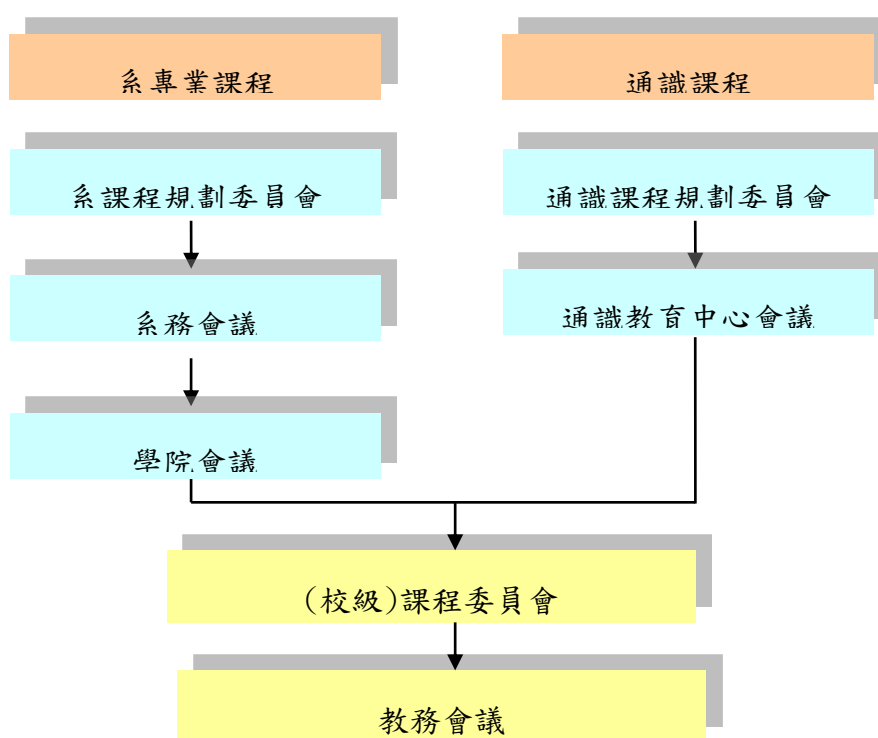 系專業課程
通識課程
系課程規劃委員會
通識課程規劃委員會
系務會議
通識教育中心會議
學院會議
(校級)課程委員會
教務會議